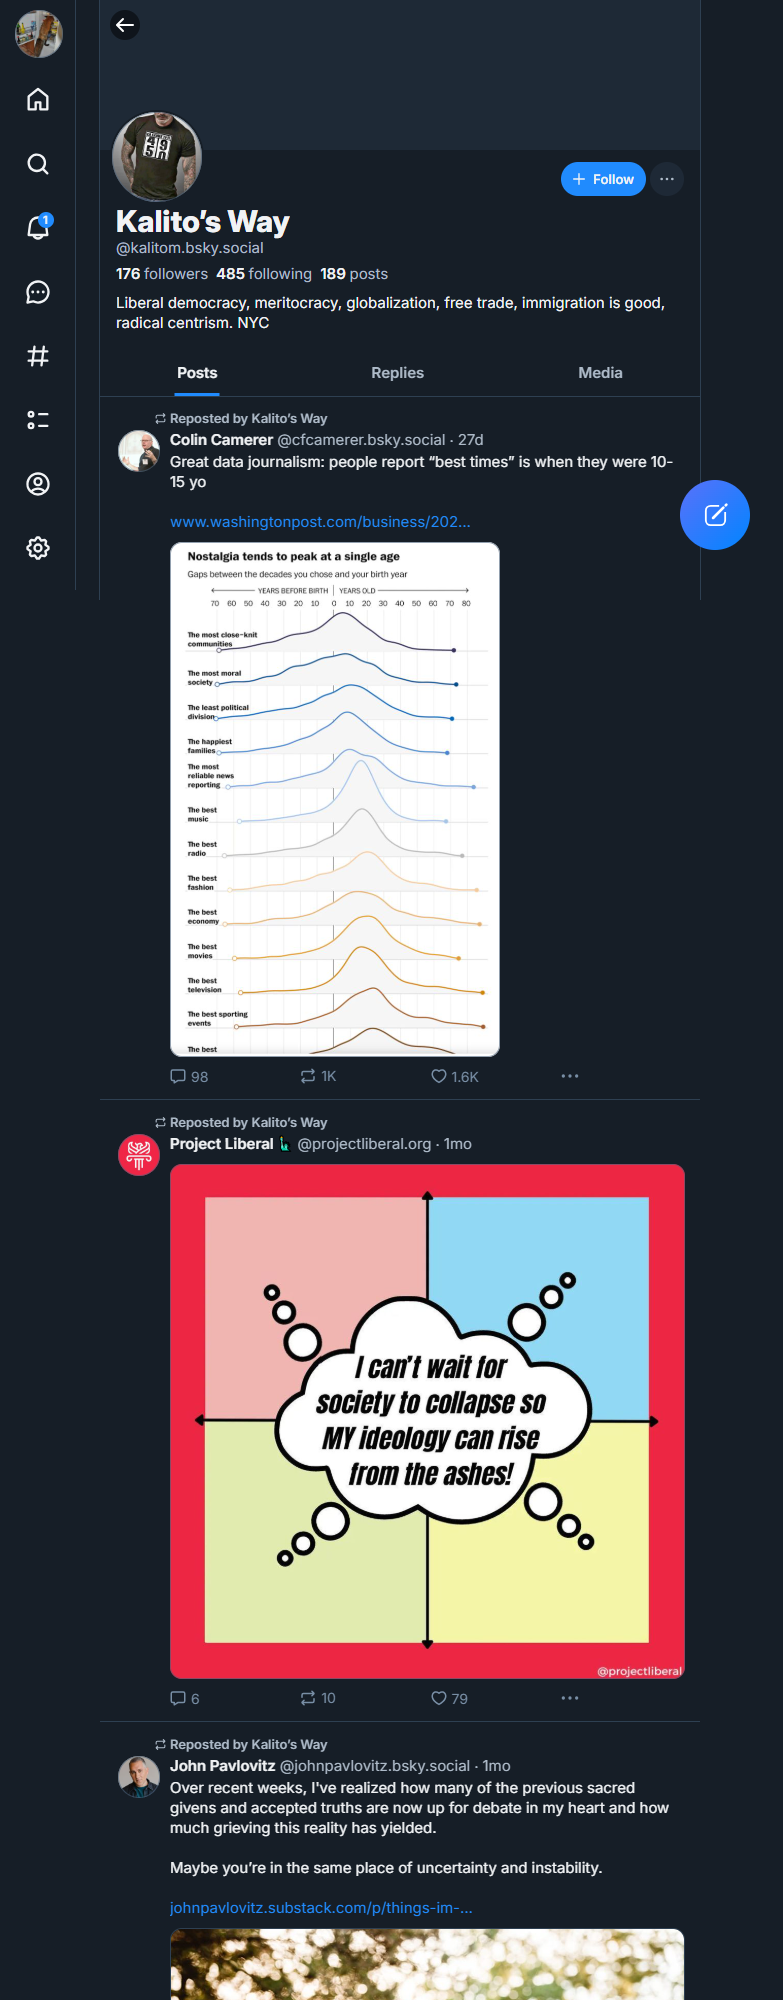 1
+ Follow
Kalito's Way
@kalitom.bsky.social
176 followers 485 following 189 posts
Liberal democracy, meritocracy, globalization, free trade, immigration is good,
radical centrism. NYC
Posts Replies Media
Reposted by Kalito's Way
Colin Camerer @cfcamerer.bsky.social · 27d
Great data journalism: people report “best times” is when they were 10-
15 yo
www.washingtonpost.com/business/202...
Nostalgia tends to peak at a single age
Gaps between the decades you chose and your birth year
YEARS BEFORE BIRTH YEARS OLD
70 60 50 40 30 20 10 0 10 20 30 40 50 60 70 80
The most close-knit
communities
The most moral
society
The least political
division
The happiest
families
The most
reliable news
reporting
The best
music
The best
radio
The best
fashion
The best
economy
The best
movies
The best
television
The best sporting
events
The best
98 1K 1.6K
Reposted by Kalito's Way
Project Liberal @projectliberal.org · 1mo
I can't wait for
society to collapse so
MY ideology can rise
from the ashes!
@projectliberal
6 10 79
Reposted by Kalito's Way
John Pavlovitz @johnpavlovitz.bsky.social · 1mo
Over recent weeks, I've realized how many of the previous sacred
givens and accepted truths are now up for debate in my heart and how
much grieving this reality has yielded.
Maybe you're in the same place of uncertainty and instability.
johnpavlovitz.substack.com/p/things-im-...